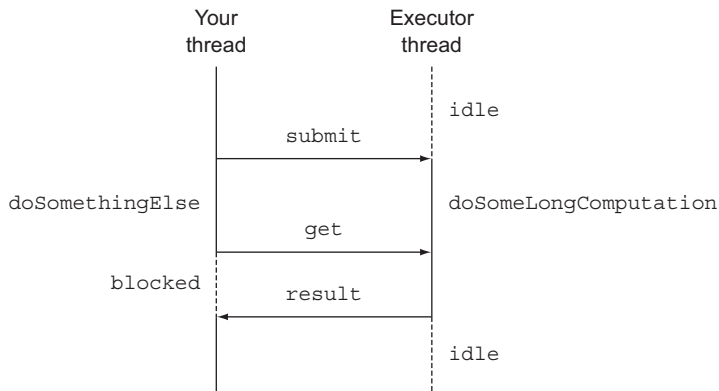 Your
thread
Executor
thread
idle
submit
doSomethingElse
doSomeLongComputation
get
blocked
result
idle